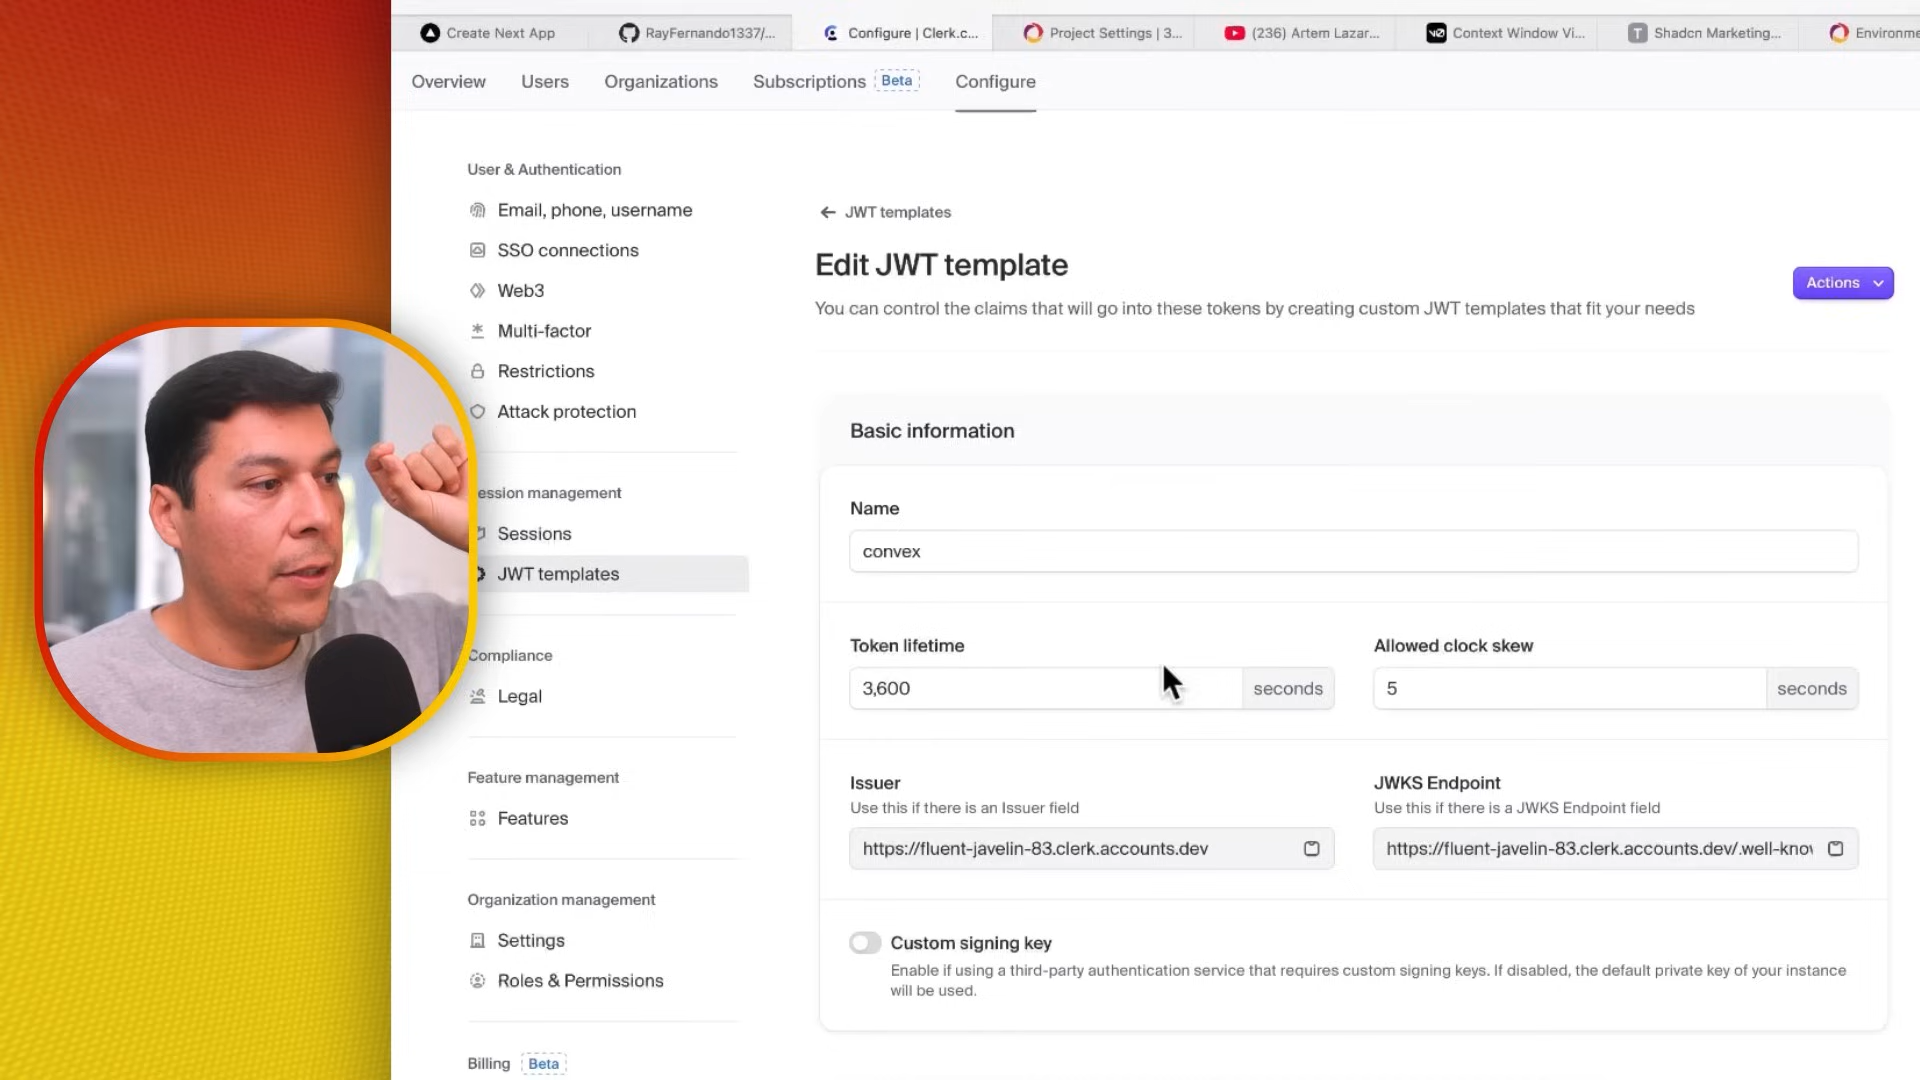 Create Next App
RayFernando1337/...
Configure | Clerk.c...
Project Settings | 3...
(236) Artem Lazar...
Context Window Vi...
T Shadcn Marketing...
Environme
Overview
Users
Organizations
Subscriptions Beta
Configure
User & Authentication
Email, phone, username
SSO connections
Web3
Multi-factor
Restrictions
Attack protection
ession management
Sessions
JWT templates
Compliance
Legal
Feature management
Features
Organization management
Settings
Roles & Permissions
Billing Beta
← JWT templates
Edit JWT template
You can control the claims that will go into these tokens by creating custom JWT templates that fit your needs
Actions
Basic information
Name
convex
Token lifetime
3,600 seconds
Allowed clock skew
5 seconds
Issuer
Use this if there is an Issuer field
https://fluent-javelin-83.clerk.accounts.dev
JWKS Endpoint
Use this if there is a JWKS Endpoint field
https://fluent-javelin-83.clerk.accounts.dev/.well-know
Custom signing key
Enable if using a third-party authentication service that requires custom signing keys. If disabled, the default private key of your instance
will be used.